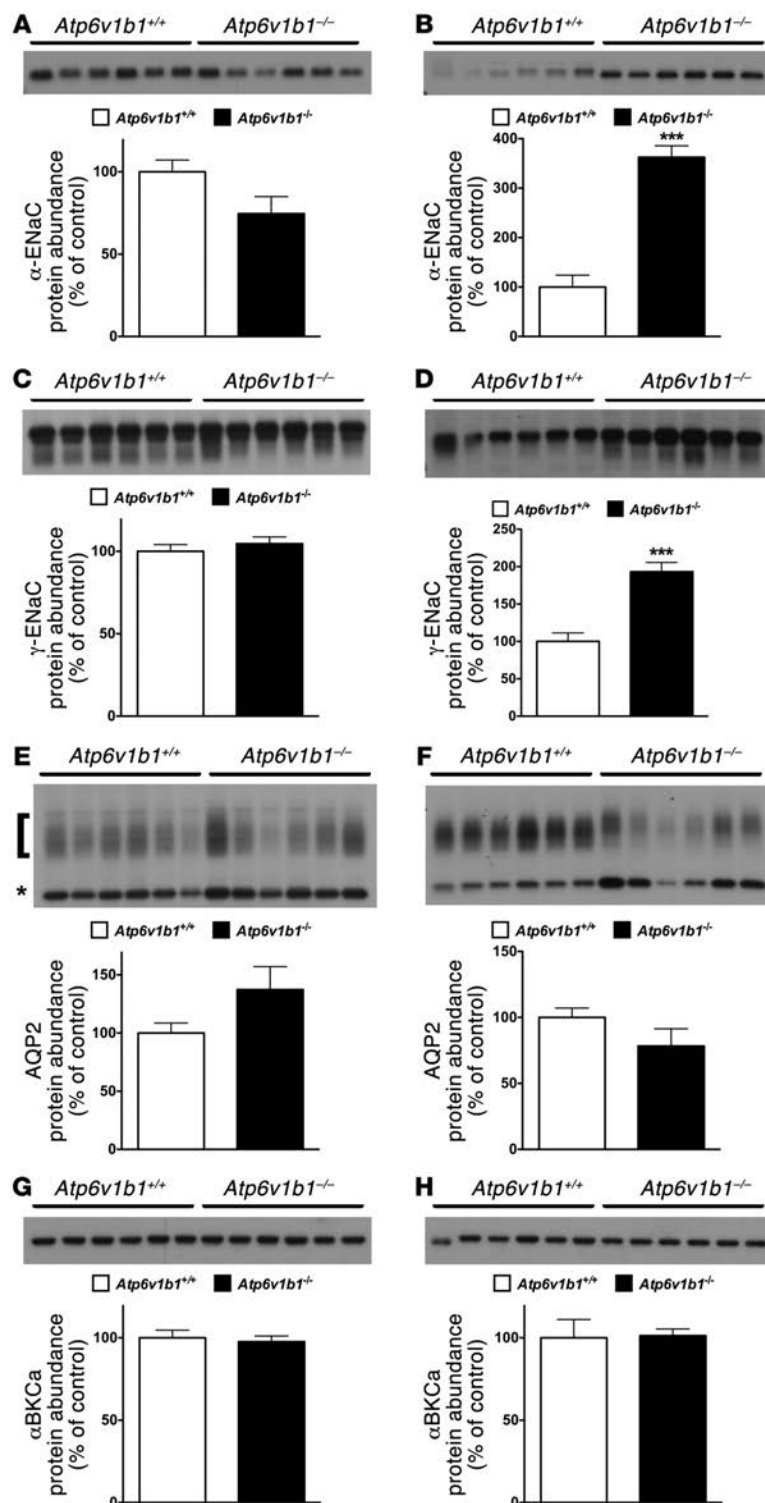 A Atp6v1b1+/+ Atp6v1b1−/−
Atp6v1b1+/+ Atp6v1b1-/-
α-ENaC
protein abundance
(% of control)
100
50
0
B Atp6v1b1+/+ Atp6v1b1−/−
Atp6v1b1+/+ Atp6v1b1-/-
α-ENaC
protein abundance
(% of control)
400
300
200
100
0
***
C Atp6v1b1+/+ Atp6v1b1−/−
Atp6v1b1+/+ Atp6v1b1-/-
γ-ENaC
protein abundance
(% of control)
100
50
0
D Atp6v1b1+/+ Atp6v1b1−/−
Atp6v1b1+/+ Atp6v1b1-/-
γ-ENaC
protein abundance
(% of control)
250
200
150
100
50
0
***
E Atp6v1b1+/+ Atp6v1b1−/−
[
*
Atp6v1b1+/+ Atp6v1b1-/-
AQP2
protein abundance
(% of control)
150
100
50
0
F Atp6v1b1+/+ Atp6v1b1−/−
Atp6v1b1+/+ Atp6v1b1-/-
AQP2
protein abundance
(% of control)
150
100
50
0
G Atp6v1b1+/+ Atp6v1b1−/−
Atp6v1b1+/+ Atp6v1b1-/-
αBKCa
protein abundance
(% of control)
100
50
0
H Atp6v1b1+/+ Atp6v1b1−/−
Atp6v1b1+/+ Atp6v1b1-/-
αBKCa
protein abundance
(% of control)
100
50
0